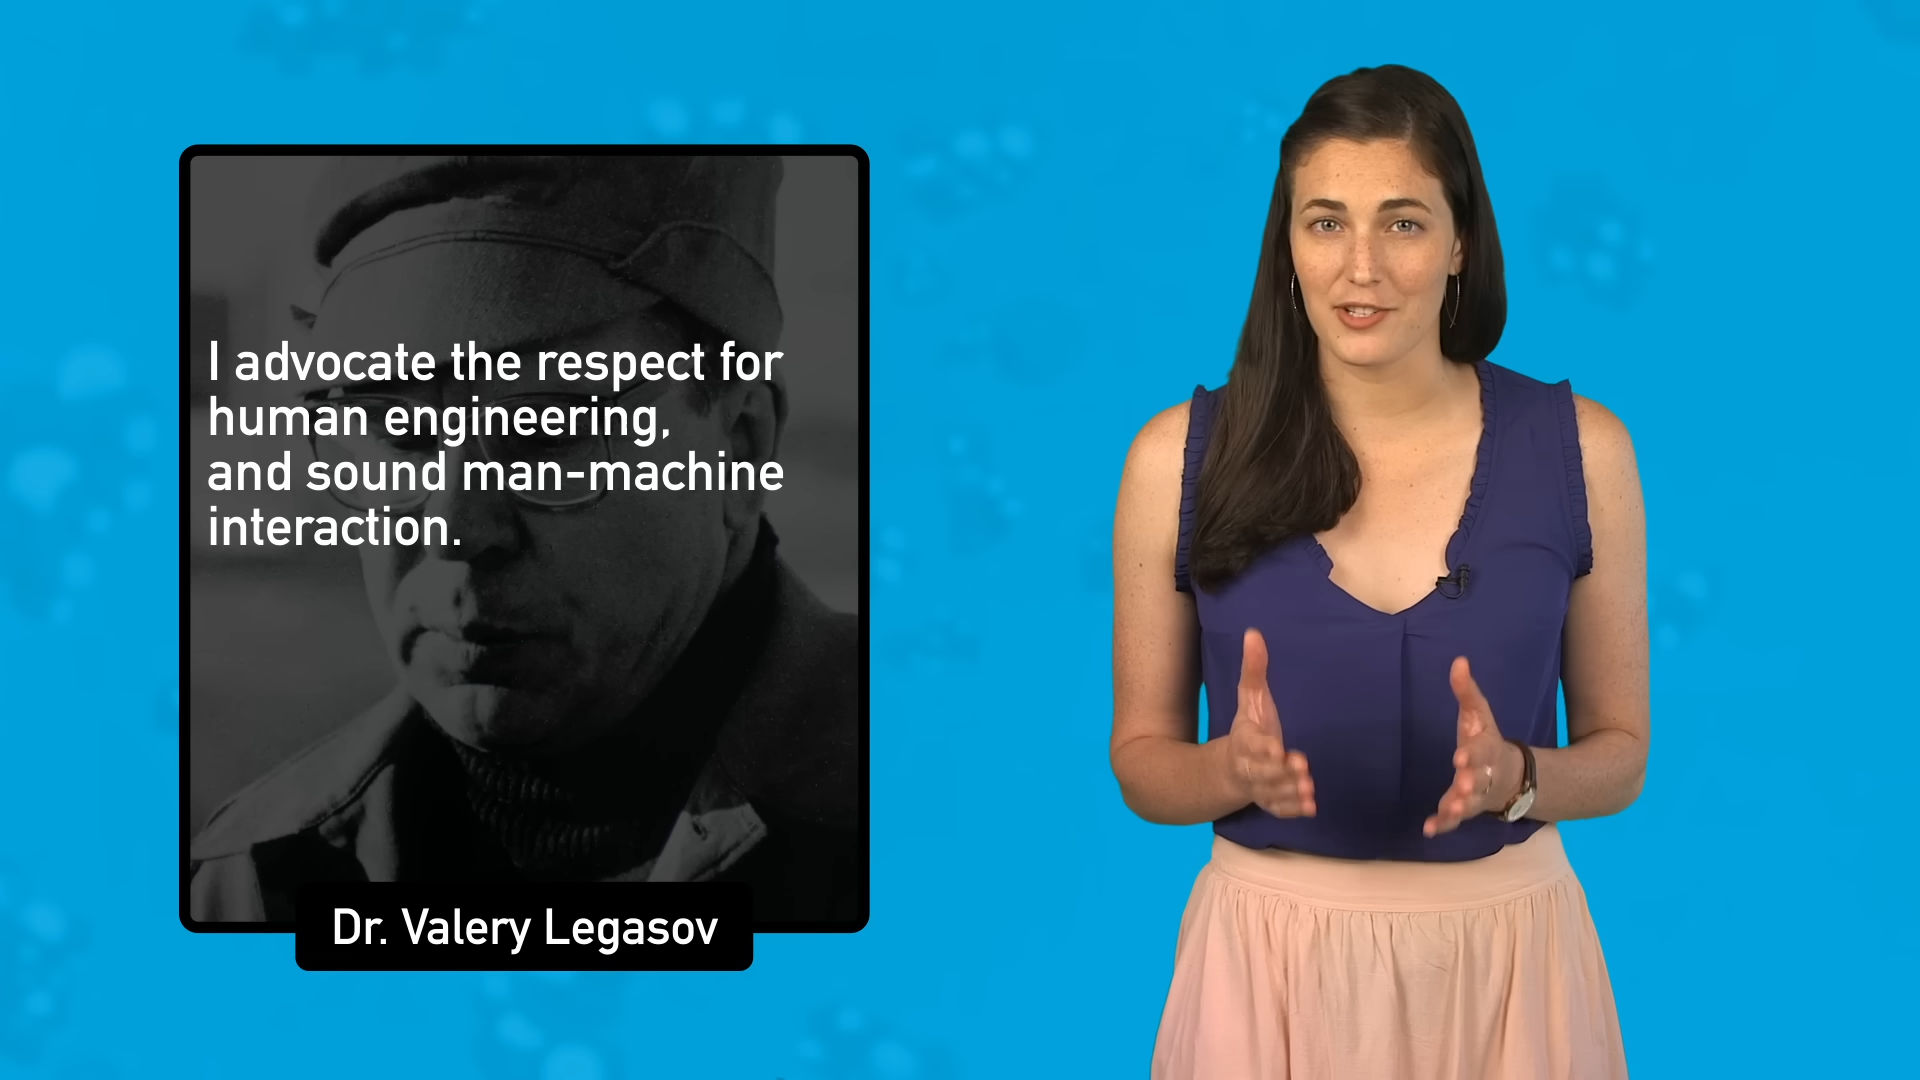 I advocate the respect for
human engineering,
and sound man-machine
interaction.
Dr. Valery Legasov